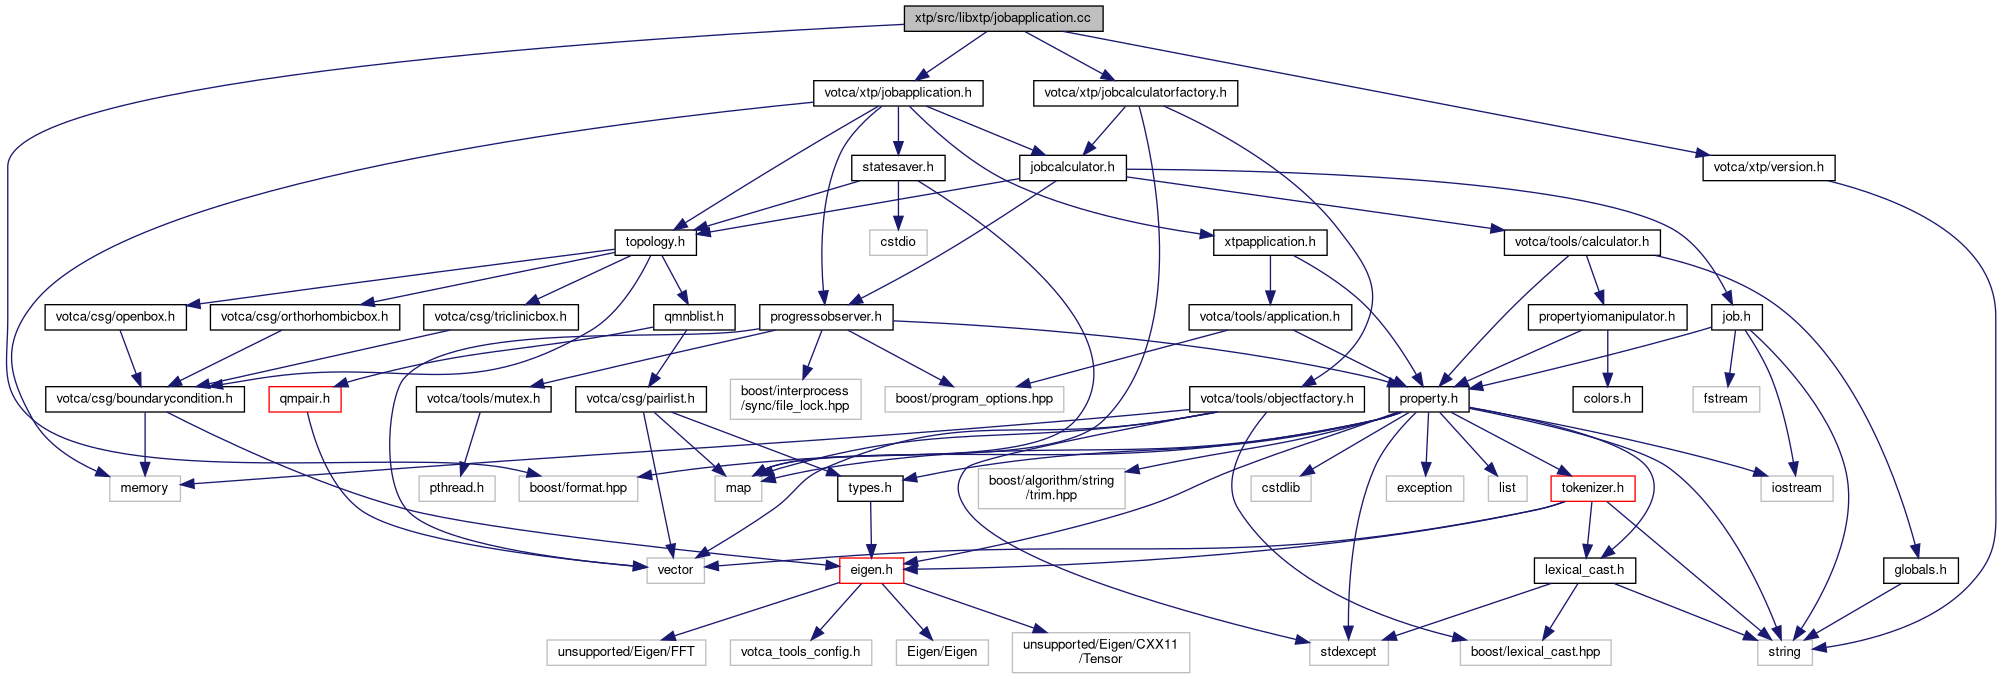 xtp/src/libxtp/jobapplication.cc
votca/xtp/jobapplication.h
votca/xtp/jobcalculatorfactory.h
statesaver.h
jobcalculator.h
votca/xtp/version.h
topology.h
cstdio
xtpapplication.h
votca/tools/calculator.h
votca/csg/openbox.h
votca/csg/orthorhombicbox.h
votca/csg/triclinicbox.h
qmnblist.h
progressobserver.h
votca/tools/application.h
propertyiomanipulator.h
job.h
votca/csg/boundarycondition.h
qmpair.h
votca/tools/mutex.h
votca/csg/pairlist.h
boost/interprocess
/sync/file_lock.hpp
boost/program_options.hpp
votca/tools/objectfactory.h
property.h
colors.h
fstream
memory
pthread.h
boost/format.hpp
map
types.h
boost/algorithm/string
/trim.hpp
cstdlib
exception
list
tokenizer.h
iostream
vector
eigen.h
lexical_cast.h
globals.h
unsupported/Eigen/FFT
votca_tools_config.h
Eigen/Eigen
unsupported/Eigen/CXX11
/Tensor
stdexcept
boost/lexical_cast.hpp
string